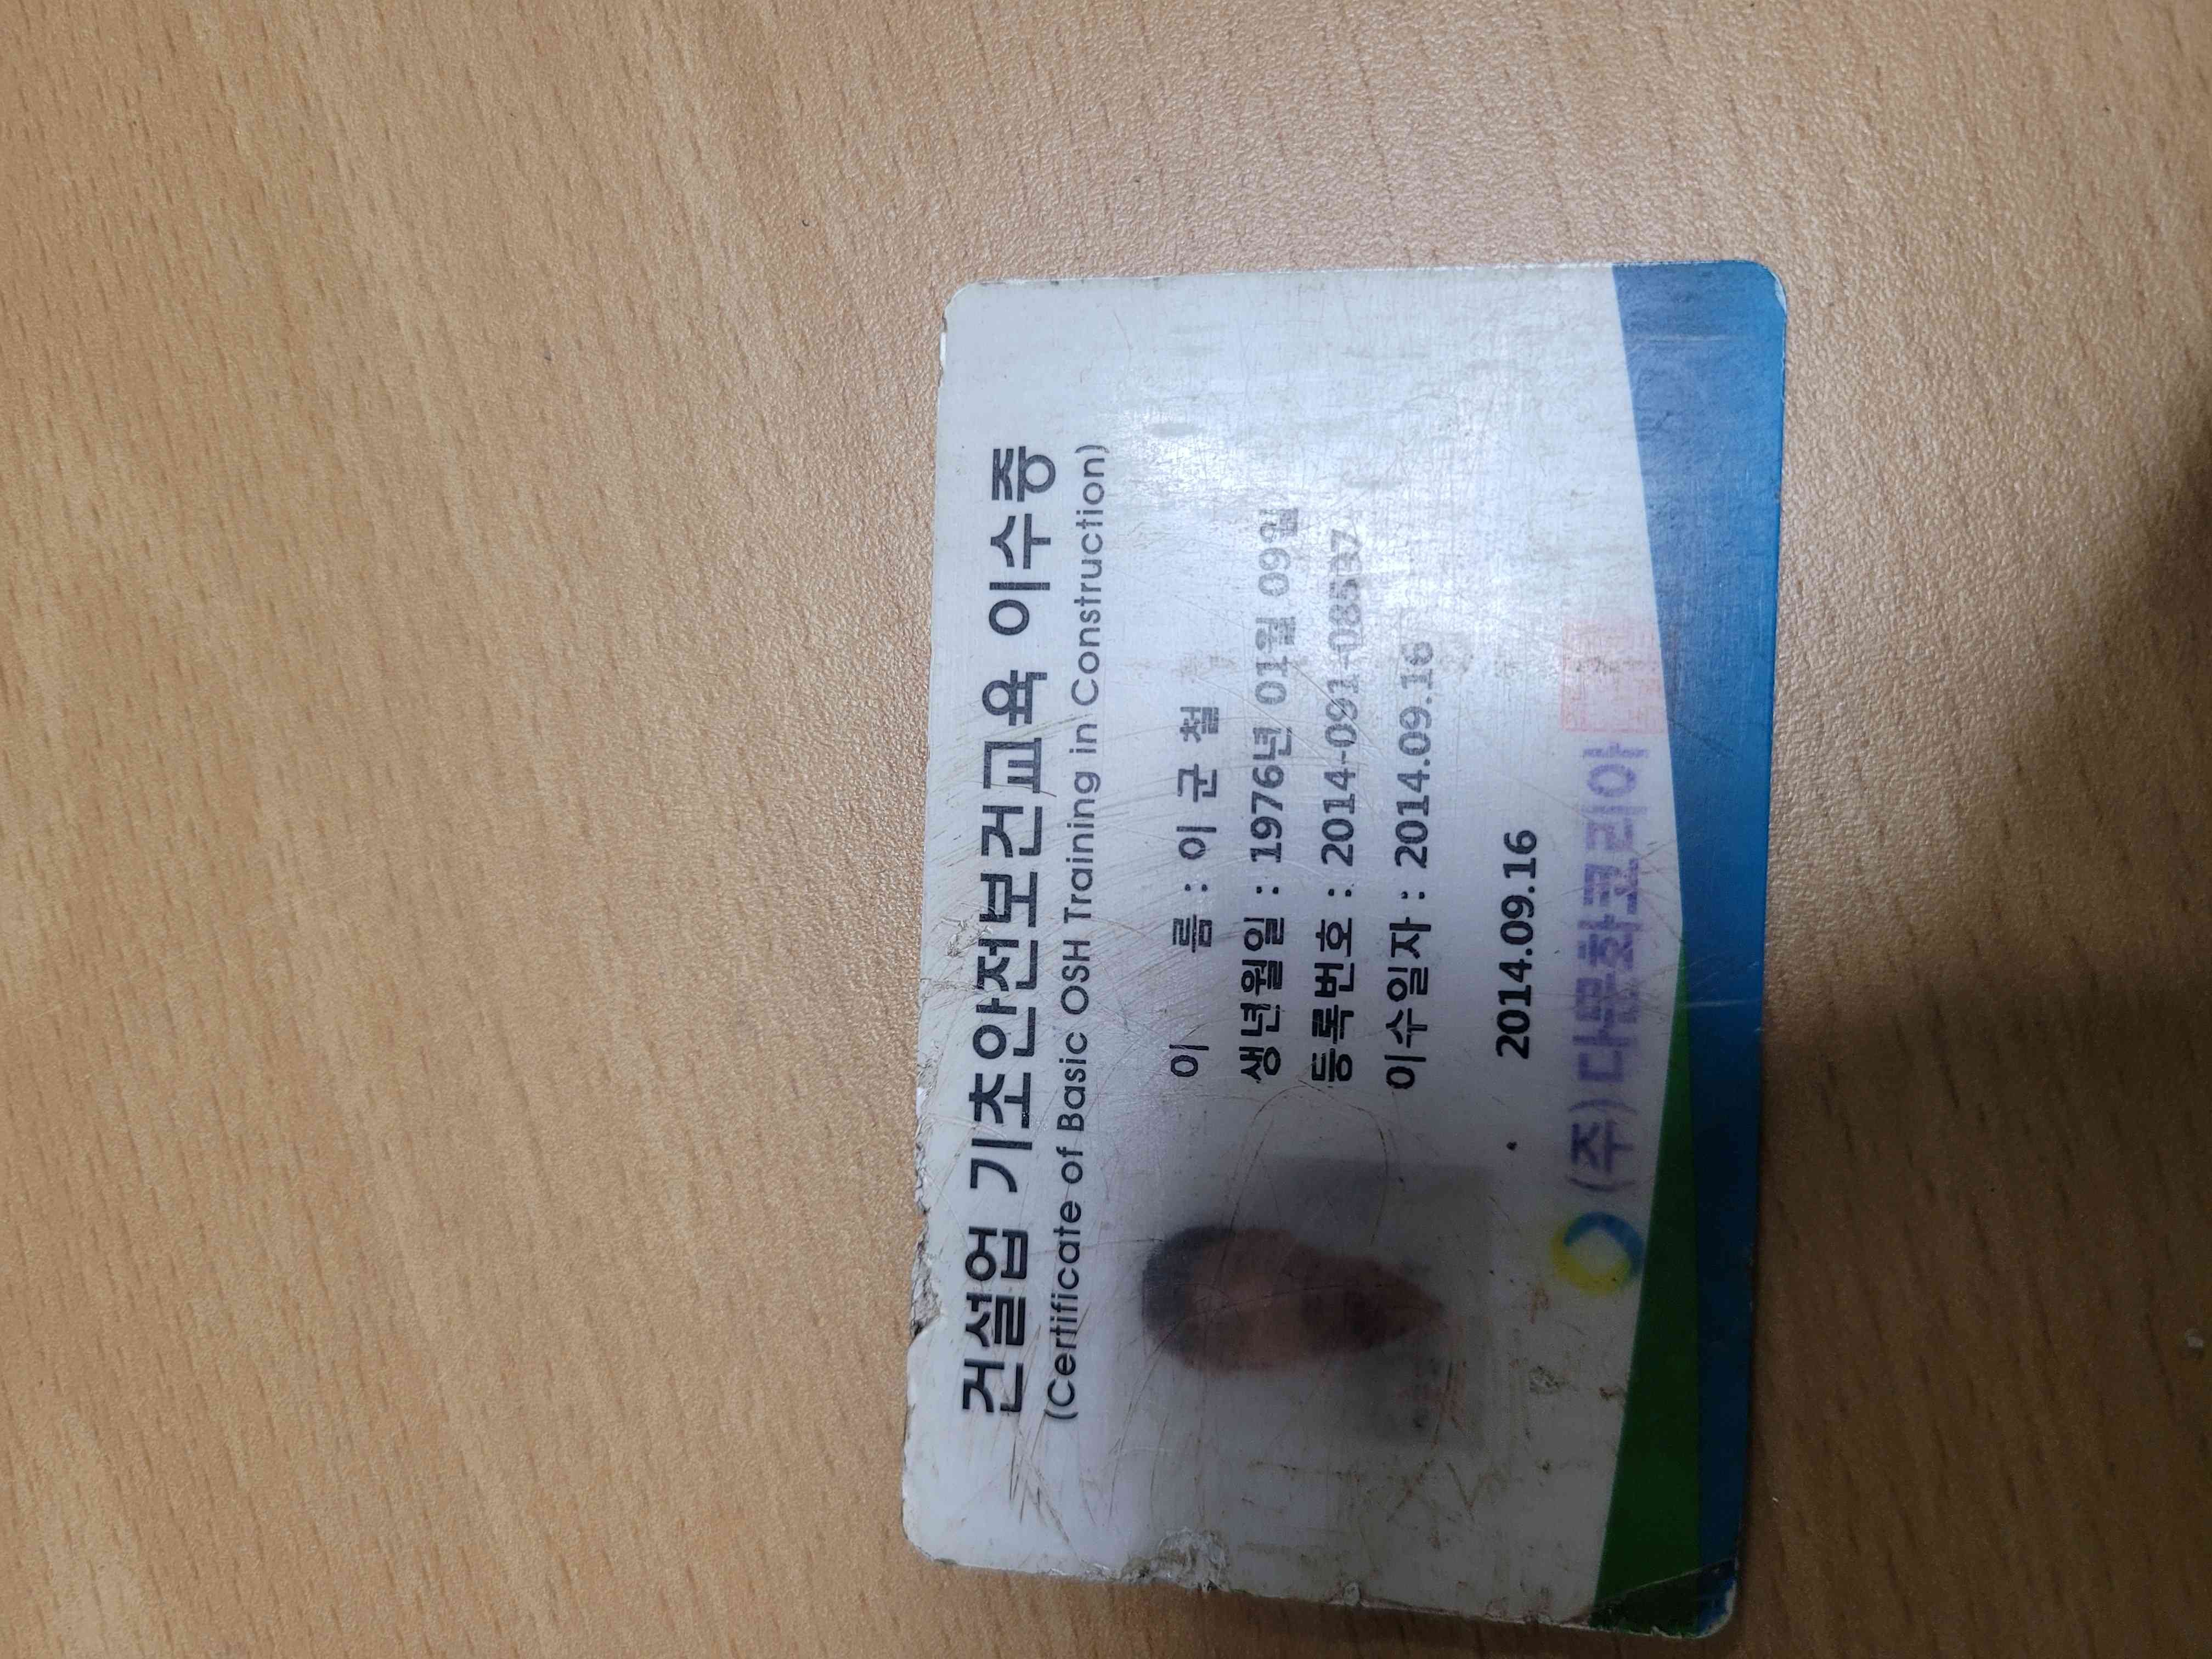 건설업 기초안전보건교육 이수증
(Certificate of Basic OSH Training in Construction)
이 름 : 이 군 철
생년월일 : 1976년 01월 09일
등록번호 : 2014-091-08537
이수일자 : 2014.09.16
2014.09.16
(주)다문화코리아